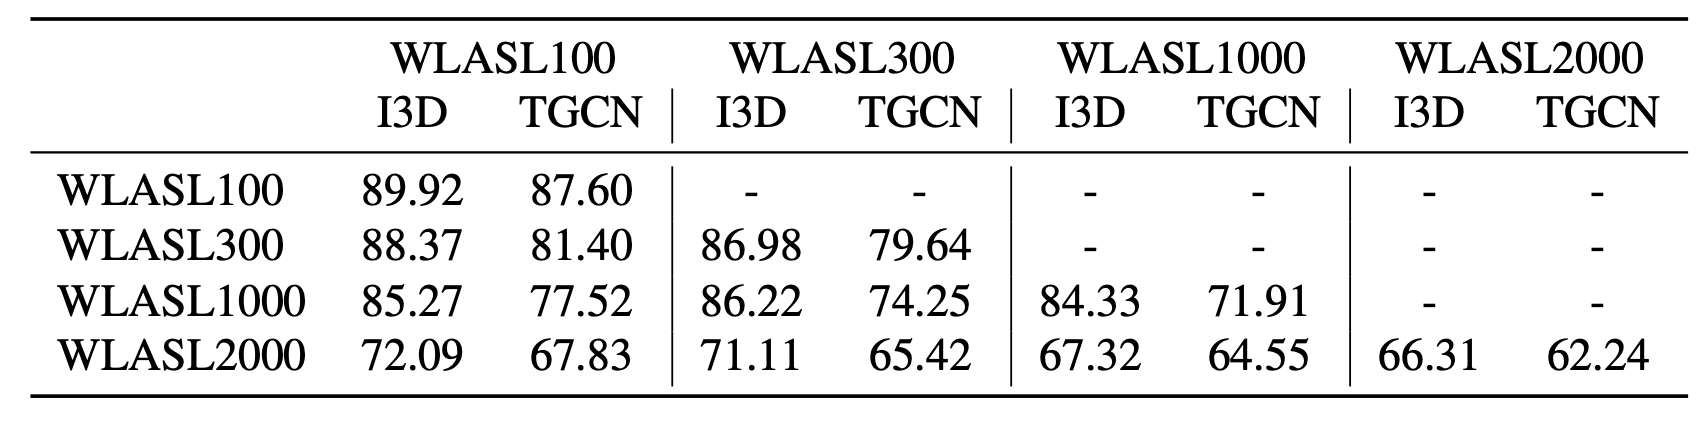 WLASL100 WLASL300 WLASL1000 WLASL2000
I3D TGCN I3D TGCN I3D TGCN I3D TGCN
WLASL100 89.92 87.60 - - - - - -
WLASL300 88.37 81.40 86.98 79.64 - - - -
WLASL1000 85.27 77.52 86.22 74.25 84.33 71.91 - -
WLASL2000 72.09 67.83 71.11 65.42 67.32 64.55 66.31 62.24